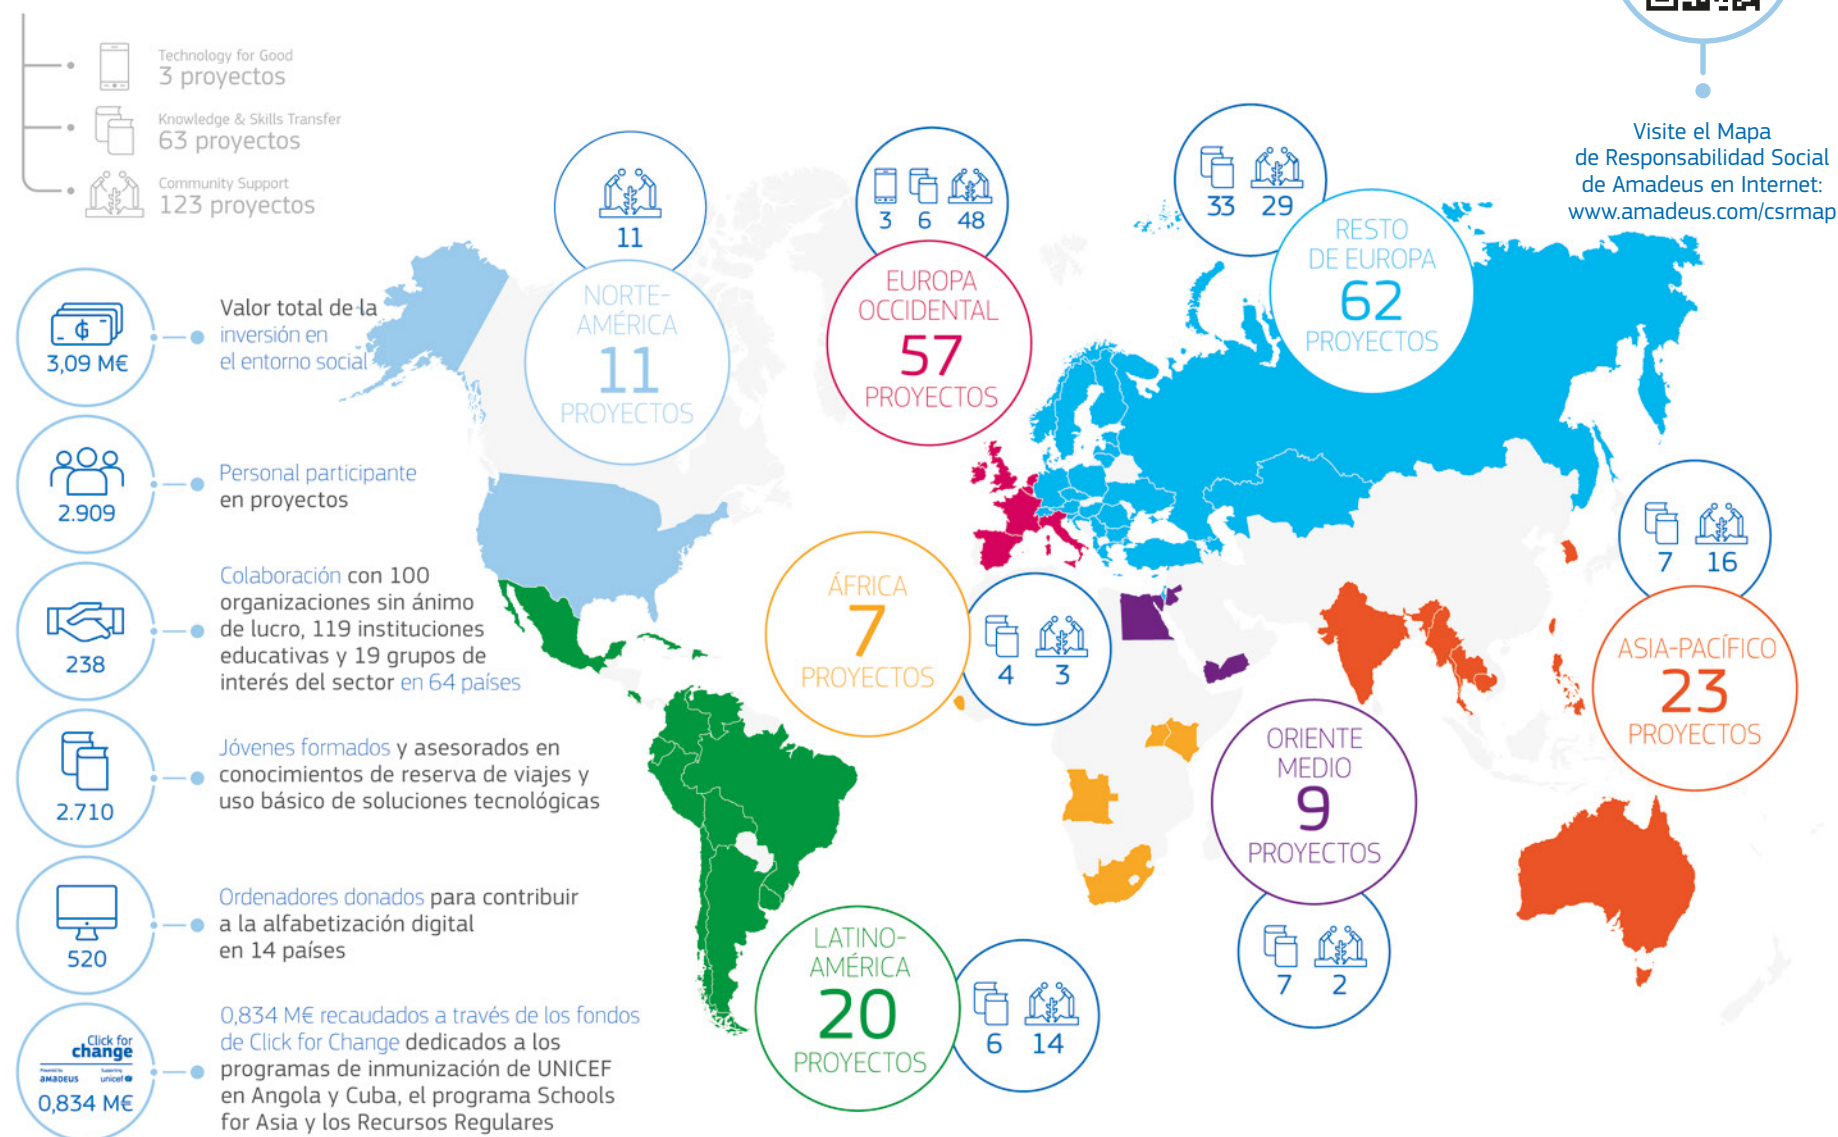 Technology for Good
3 proyectos
Knowledge & Skills Transfer
63 proyectos
Community Support
123 proyectos
Visite el Mapa
de Responsabilidad Social
de Amadeus en Internet:
www.amadeus.com/csrmap
11
NORTE-
AMÉRICA
11
PROYECTOS
3 6 48
EUROPA
OCCIDENTAL
57
PROYECTOS
33 29
RESTO
DE EUROPA
62
PROYECTOS
3,09 M€
Valor total de la
inversión en
el entorno social
2.909
Personal participante
en proyectos
238
Colaboración con 100
organizaciones sin ánimo
de lucro, 119 instituciones
educativas y 19 grupos de
interés del sector en 64 países
2.710
Jóvenes formados y asesorados en
conocimientos de reserva de viajes y
uso básico de soluciones tecnológicas
520
Ordenadores donados para contribuir
a la alfabetización digital
en 14 países
Click for
change
Powered by
amadeus
Supporting
unicef
0,834 M€
0,834 M€ recaudados a través de los fondos
de Click for Change dedicados a los
programas de inmunización de UNICEF
en Angola y Cuba, el programa Schools
for Asia y los Recursos Regulares
ÁFRICA
7
PROYECTOS
4 3
7 16
ASIA-PACÍFICO
23
PROYECTOS
ORIENTE
MEDIO
9
PROYECTOS
7 2
LATINO-
AMÉRICA
20
PROYECTOS
6 14